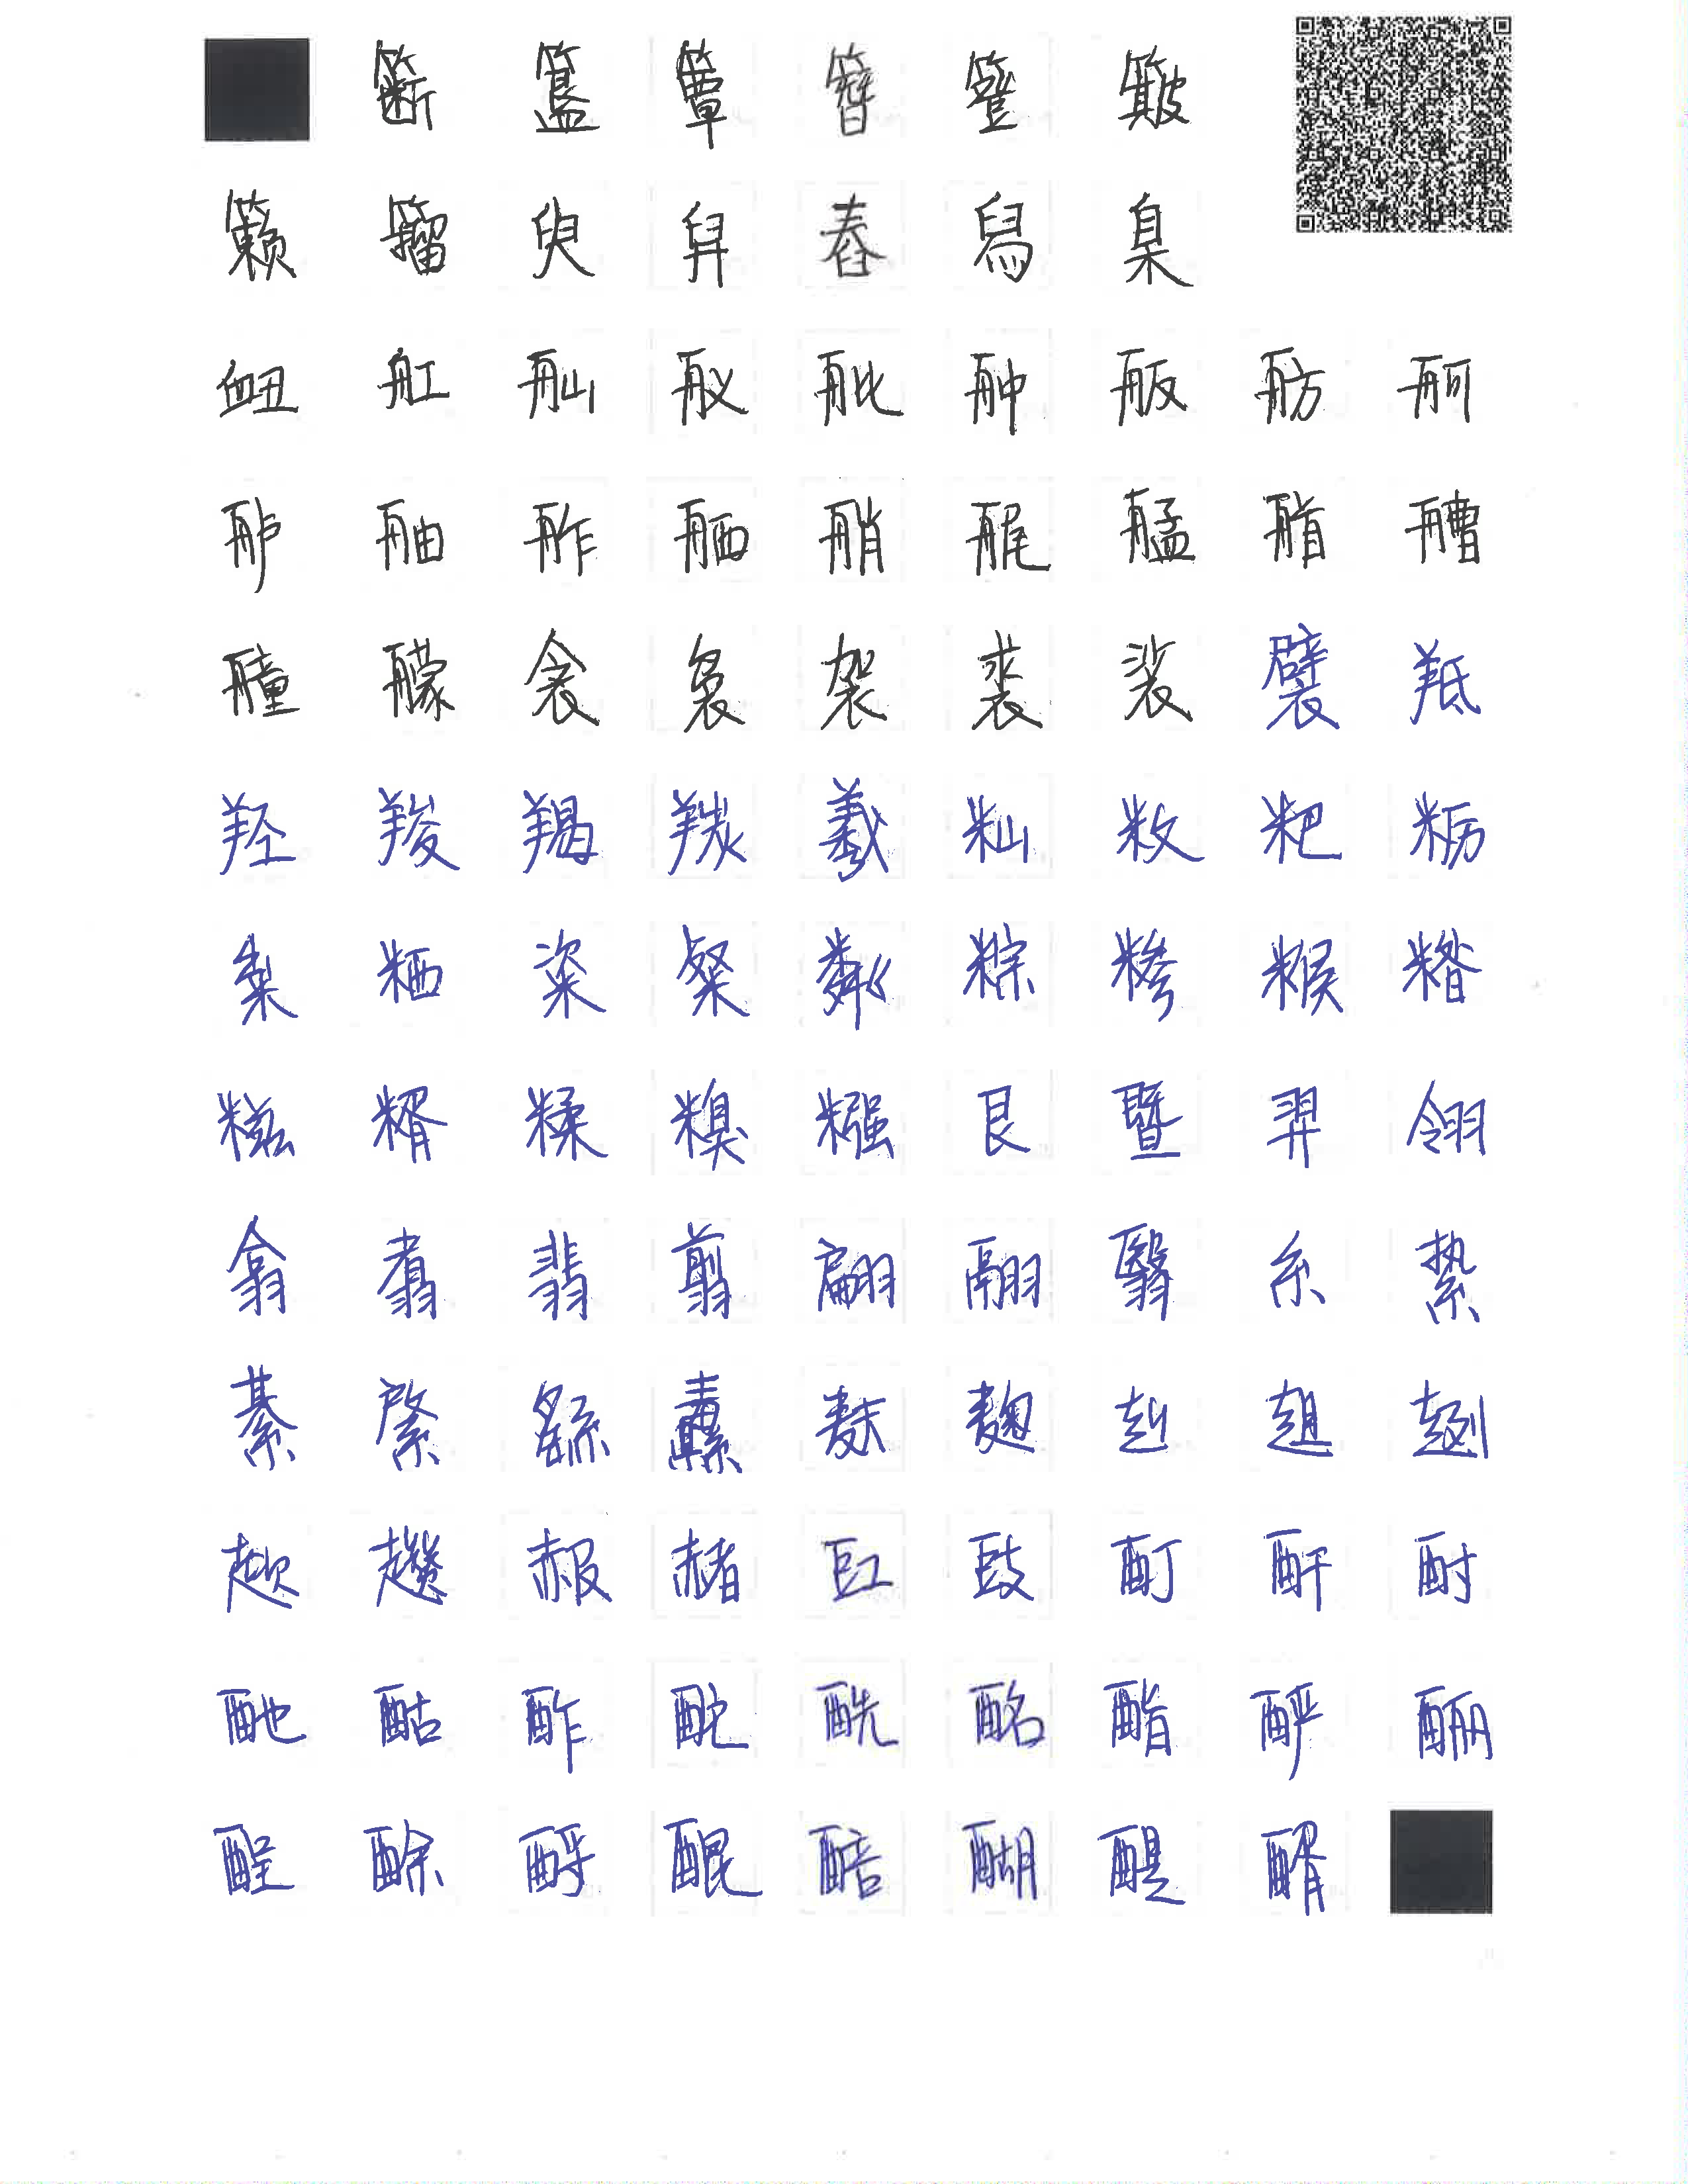 簖 簋 簟 簪 簦 簸
籁 籀 臾 舁 舂 舄 臬
衄 舡 舢 舣 舭 舯 舨 舫 舸
舻 舳 舴 舾 艄 艉 艋 艏 艚
艟 艨 衾 袅 袈 裘 裟 襞 羝
羟 羧 羯 羰 羲 籼 敉 粑 粝
粜 粞 粢 粲 粼 粽 糁 糇 糌
糍 糈 糅 糗 糨 艮 暨 羿 翎
翕 翥 翡 翦 翩 翮 翳 糸 絷
綦 綮 繇 纛 麸 麴 赳 趄 趔
趑 趱 赧 赭 豇 豉 酊 酐 酎
酏 酤 酢 酡 酰 酩 酯 酽 酾
酲 酴 酹 醌 醅 醐 醍 醑